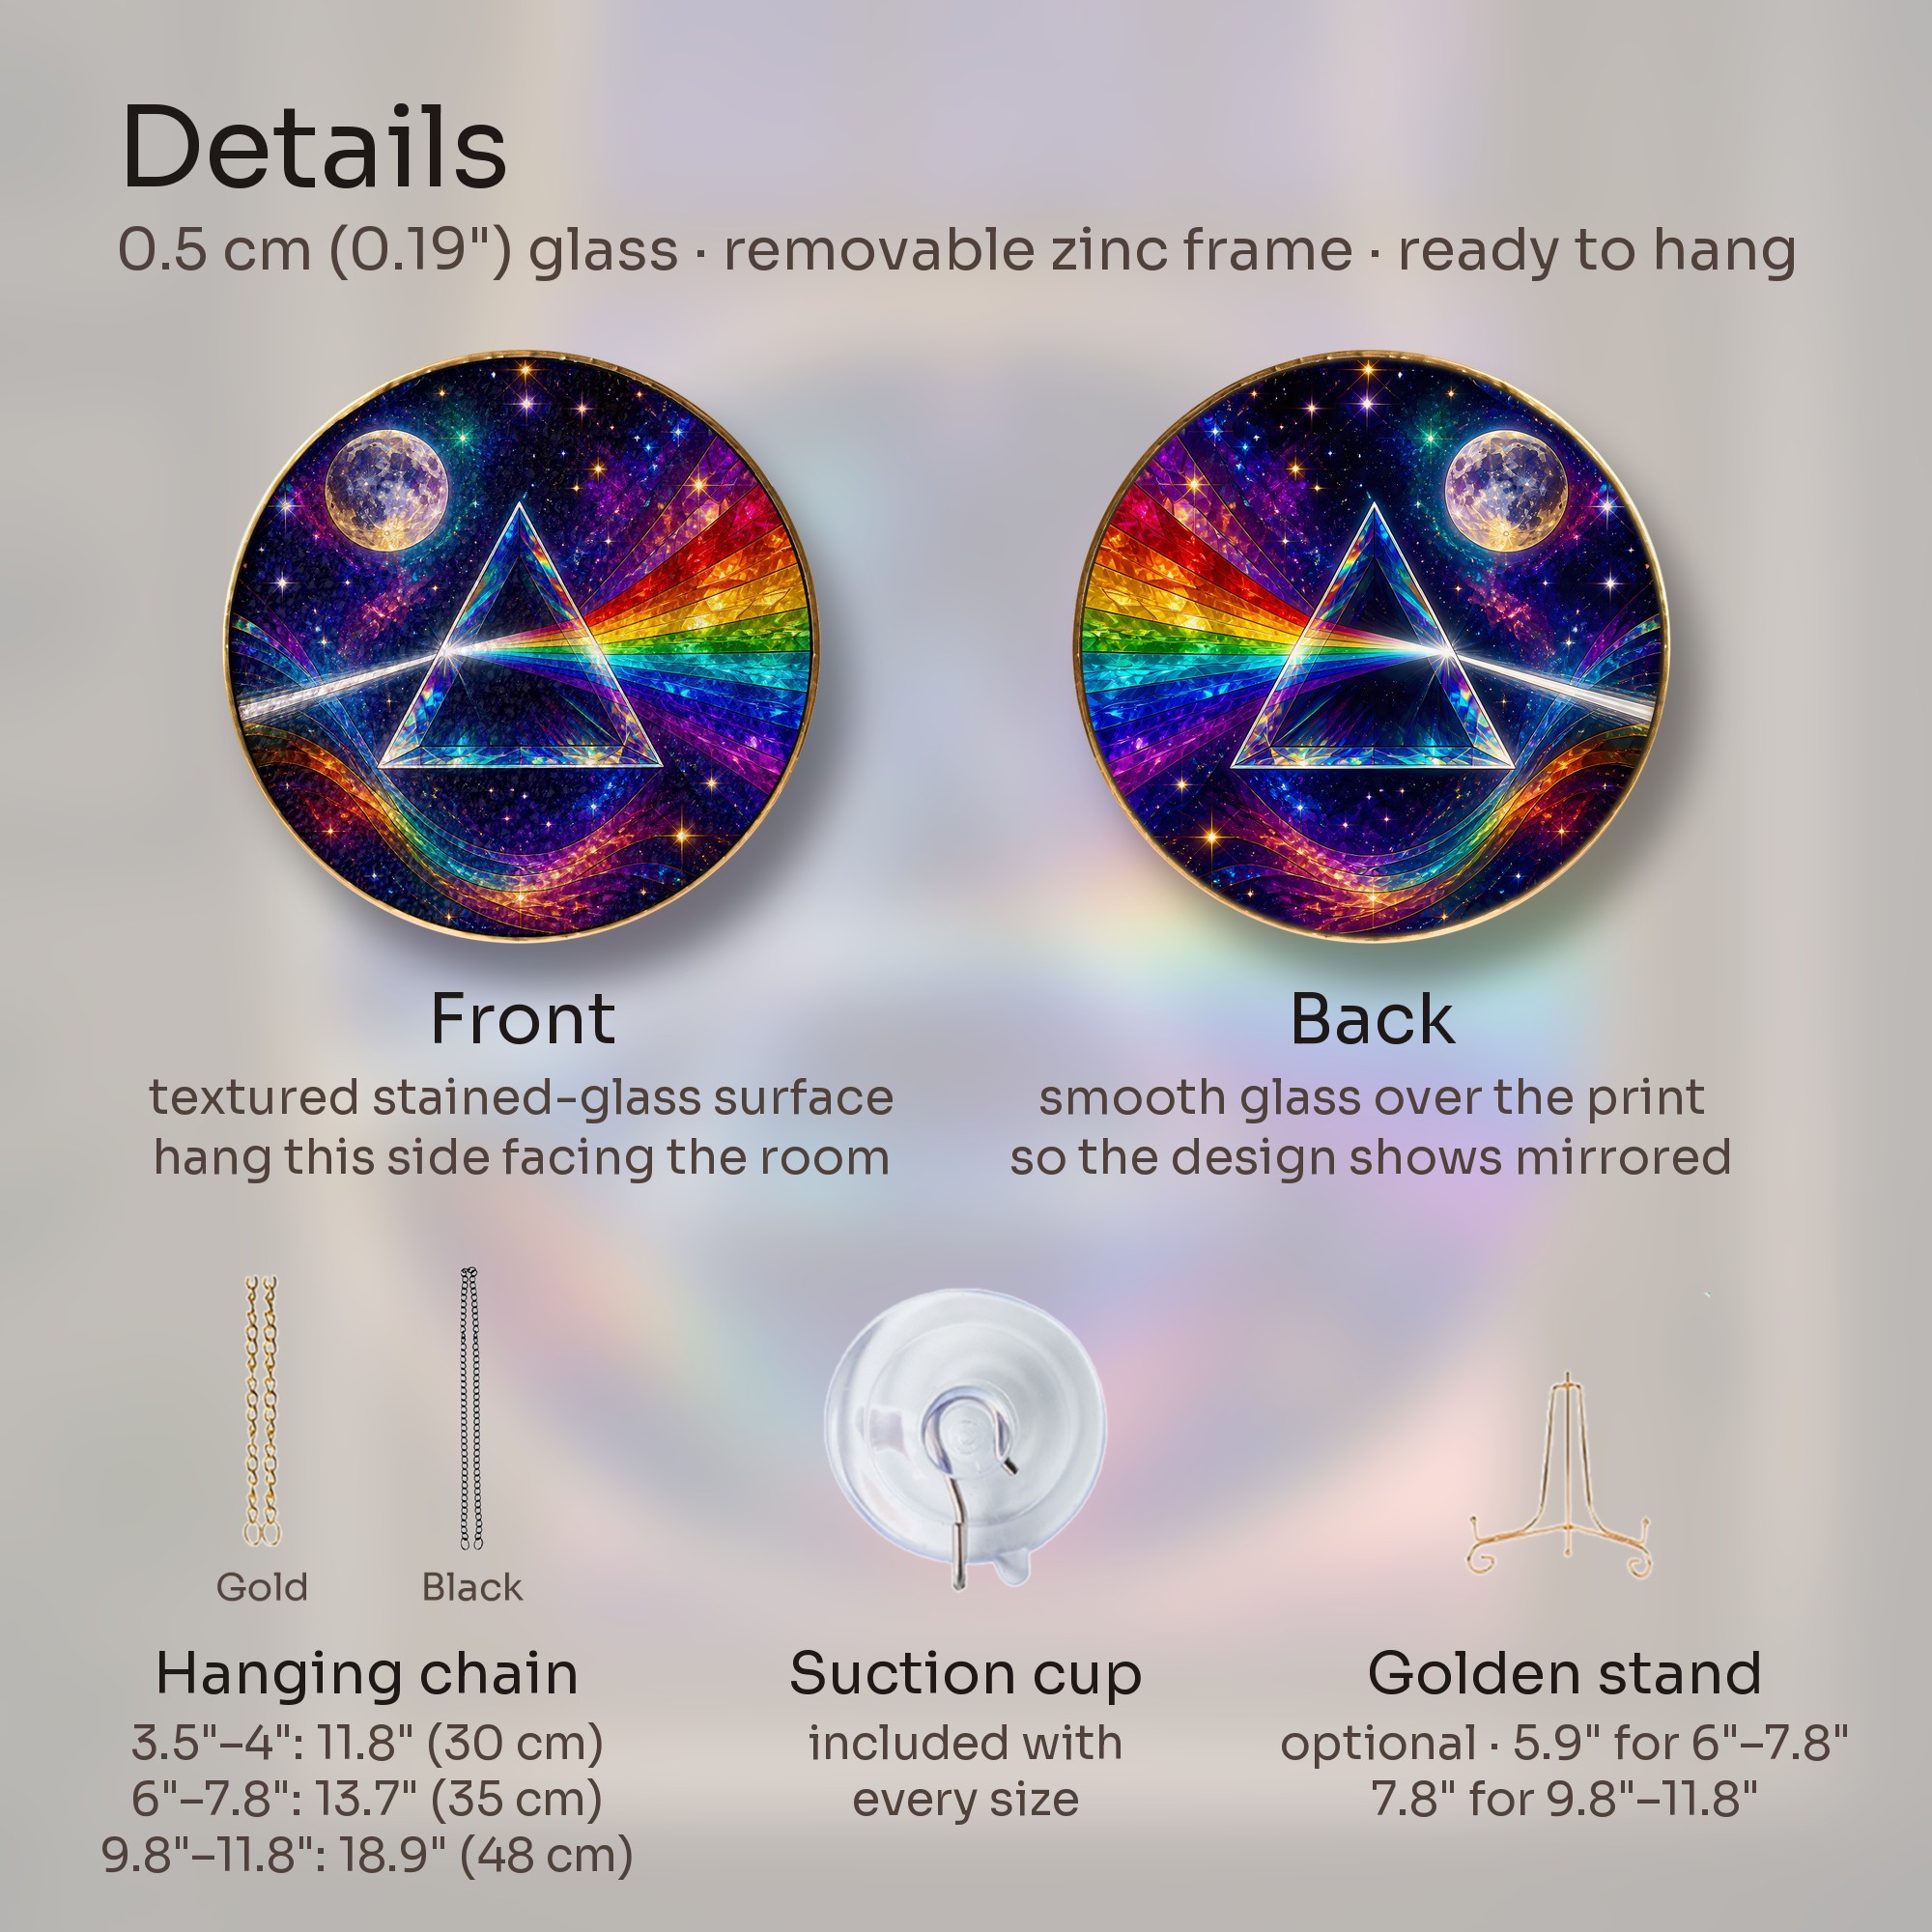 Details
0.5 cm (0.19") glass · removable zinc frame · ready to hang
Front
textured stained-glass surface
hang this side facing the room
Back
smooth glass over the print
so the design shows mirrored
Gold
Black
Hanging chain
3.5"–4": 11.8" (30 cm)
6"–7.8": 13.7" (35 cm)
9.8"–11.8": 18.9" (48 cm)
Suction cup
included with
every size
Golden stand
optional · 5.9" for 6"–7.8"
7.8" for 9.8"–11.8"